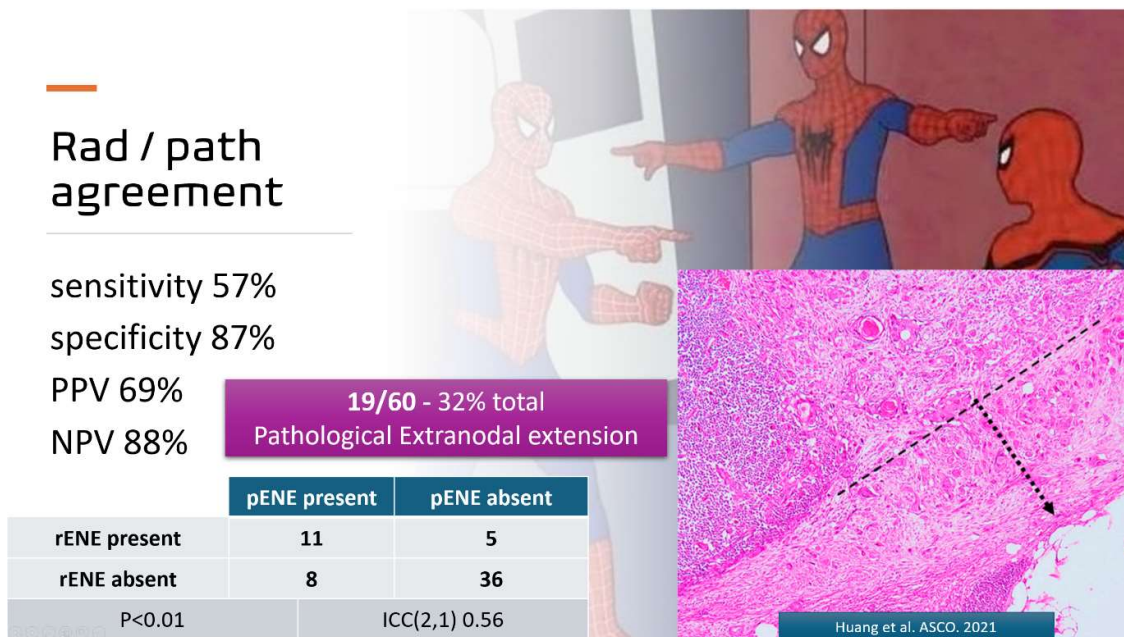 Rad / path
agreement
sensitivity 57%
specificity 87%
PPV 69%
NPV 88%
19/60 - 32% total
Pathological Extranodal extension
pENE present pENE absent
rENE present 11 5
rENE absent 8 36
P<0.01 ICC(2,1) 0.56
Huang et al. ASCO. 2021